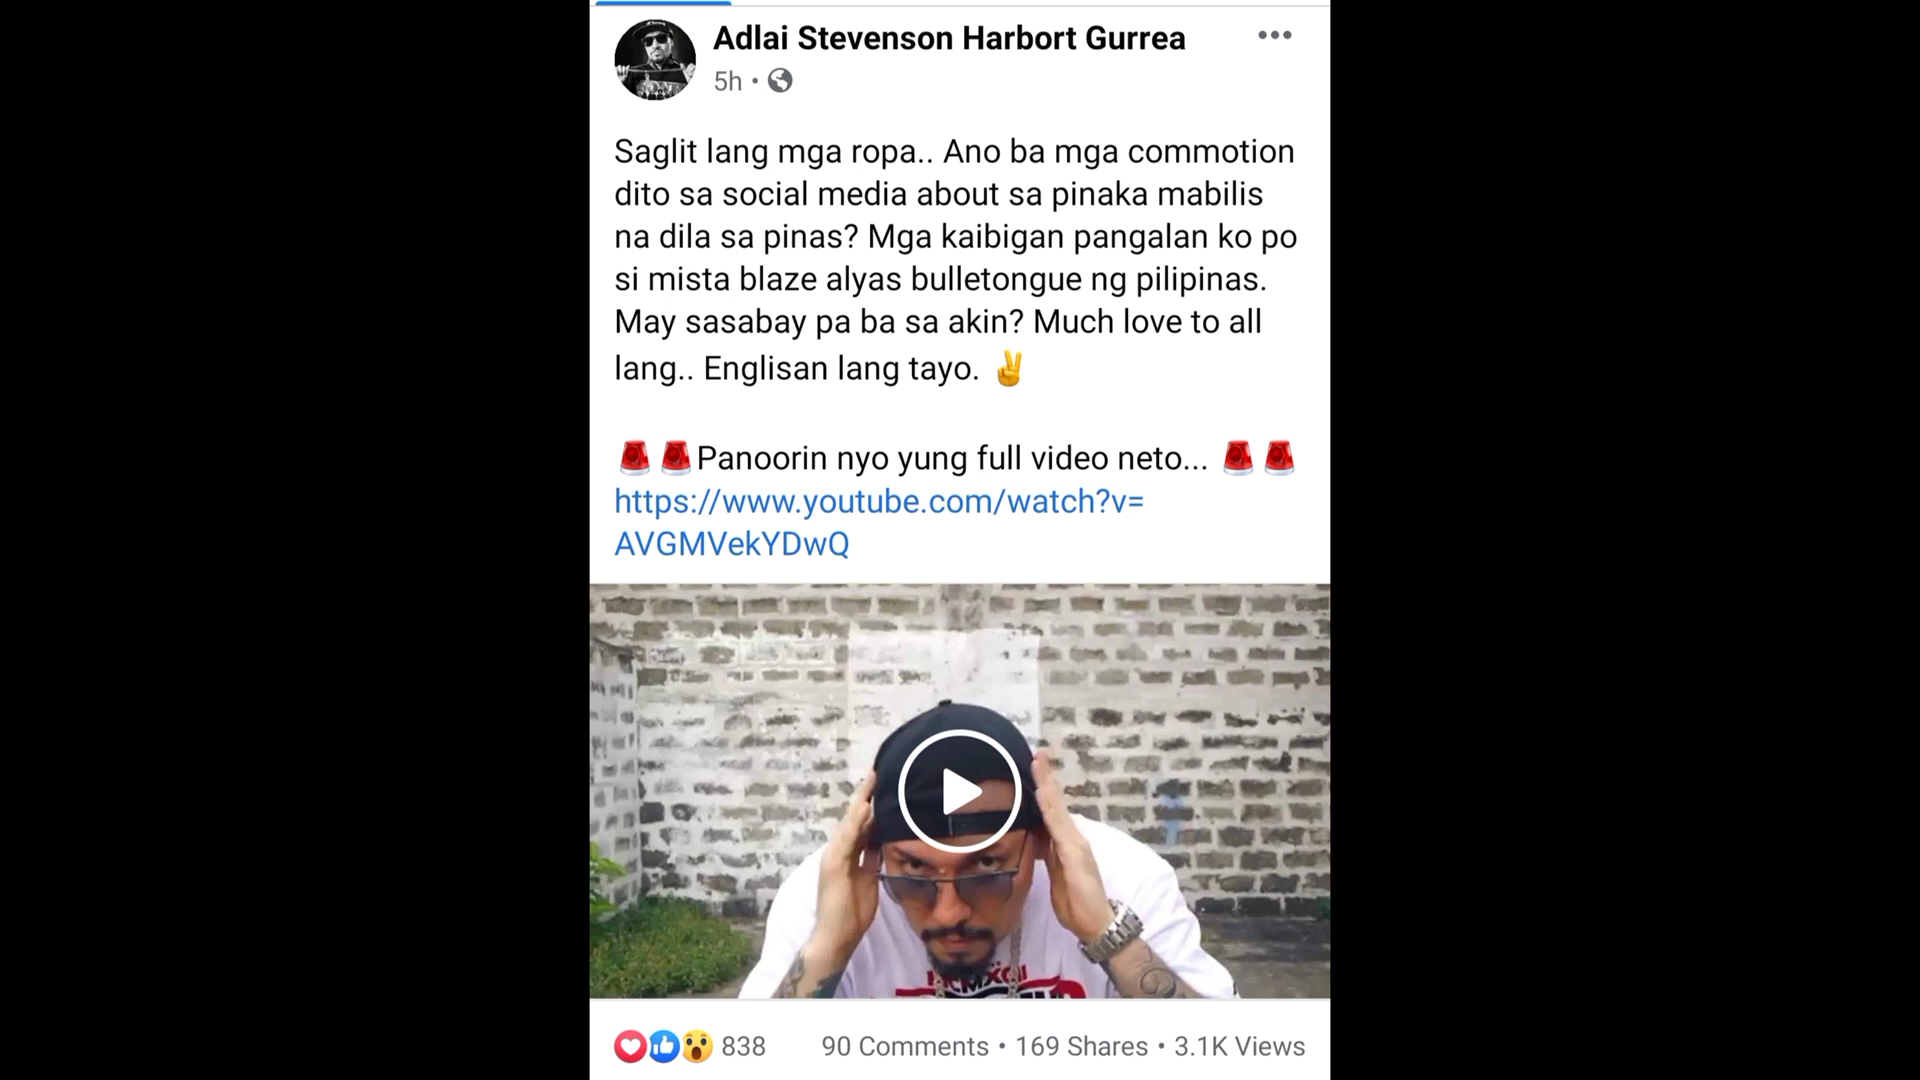 Adlai Stevenson Harbort Gurrea
5h •
Saglit lang mga ropa.. Ano ba mga commotion
dito sa social media about sa pinaka mabilis
na dila sa pinas? Mga kaibigan pangalan ko po
si mista blaze alyas bulletongue ng pilipinas.
May sasabay pa ba sa akin? Much love to all
lang.. Englisan lang tayo. ✌️
🚨🚨Panoorin nyo yung full video neto... 🚨🚨
https://www.youtube.com/watch?v=
AVGMVekYDwQ
838 90 Comments • 169 Shares • 3.1K Views